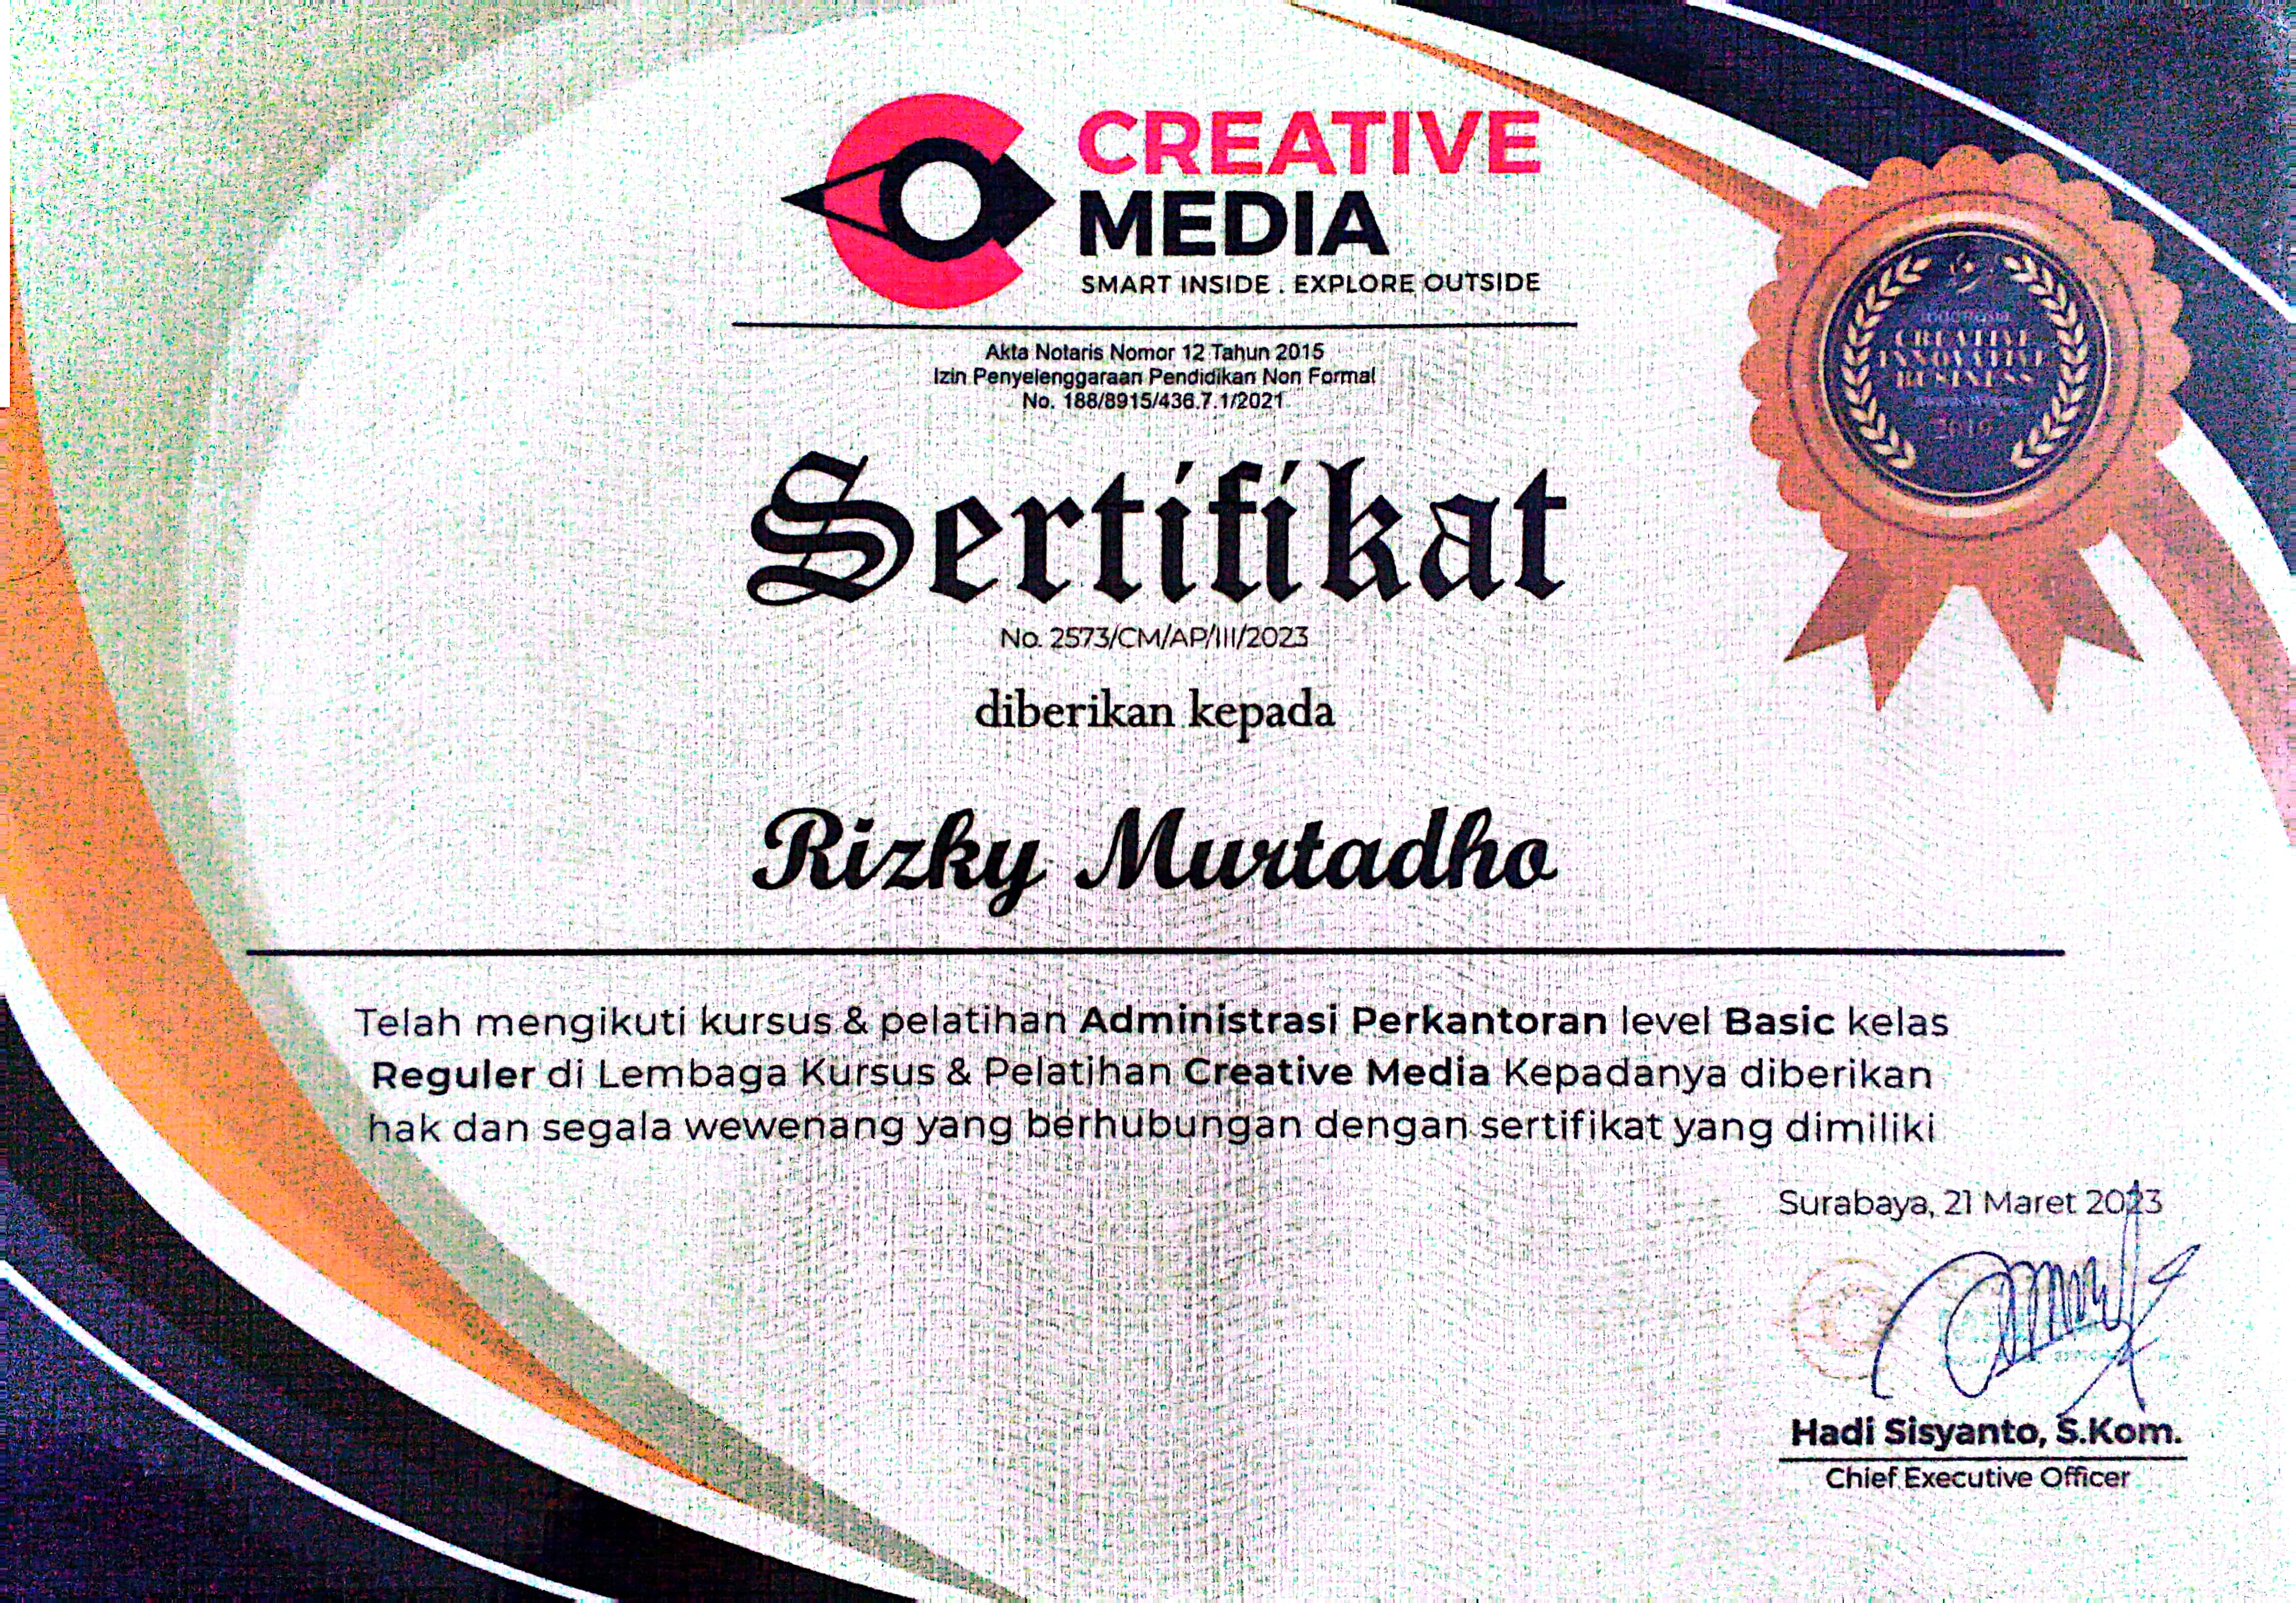 CREATIVE
MEDIA
SMART INSIDE . EXPLORE OUTSIDE
Akta Notaris Nomor 12 Tahun 2015
Izin Penyelenggaraan Pendidikan Non Formal
No. 188/8915/436.7.1/2021
Indonesia
CREATIVE
INNOVATIVE
BUSINESS
2019
Sertifikat
No. 2573/CM/AP/III/2023
diberikan kepada
Rizky Murtadho
Telah mengikuti kursus & pelatihan Administrasi Perkantoran level Basic kelas
Reguler di Lembaga Kursus & Pelatihan Creative Media Kepadanya diberikan
hak dan segala wewenang yang berhubungan dengan sertifikat yang dimiliki
Surabaya, 21 Maret 2023
Hadi Sisyanto, S.Kom.
Chief Executive Officer